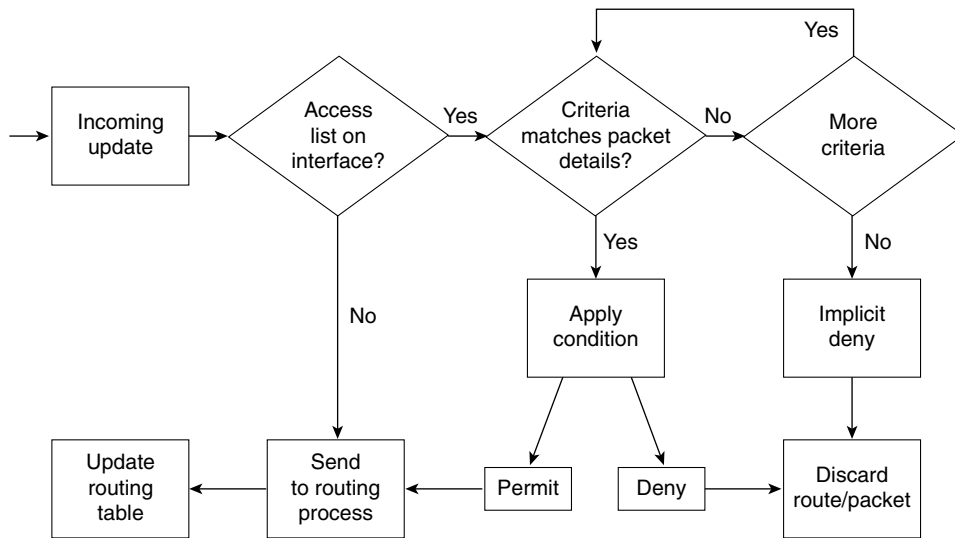 Yes
Incoming
update
Access
list on
interface?
Yes
Criteria
matches packet
details?
No
More
criteria
Yes
No
No
Apply
condition
Implicit
deny
Update
routing
table
Send
to routing
process
Permit
Deny
Discard
route/packet